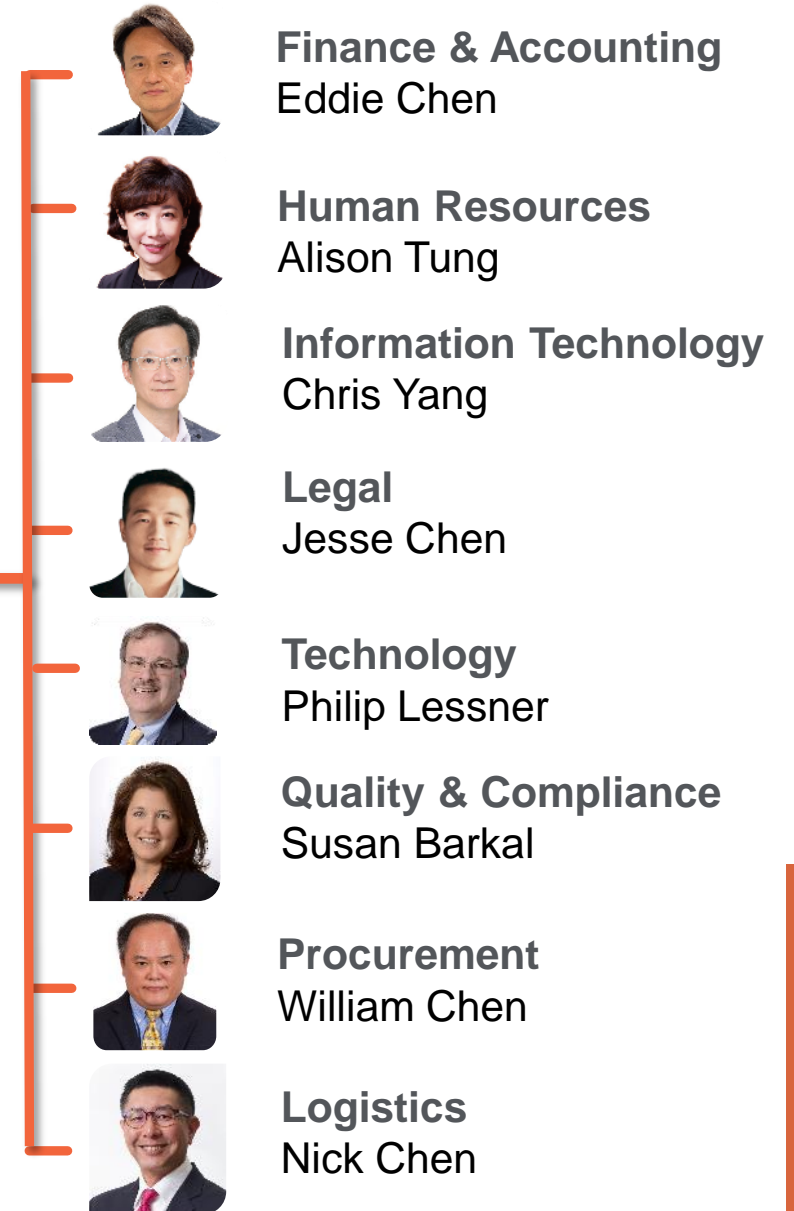 Finance & Accounting
Eddie Chen
Human Resources
Alison Tung
Information Technology
Chris Yang
Legal
Jesse Chen
Technology
Philip Lessner
Quality & Compliance
Susan Barkal
Procurement
William Chen
Logistics
Nick Chen